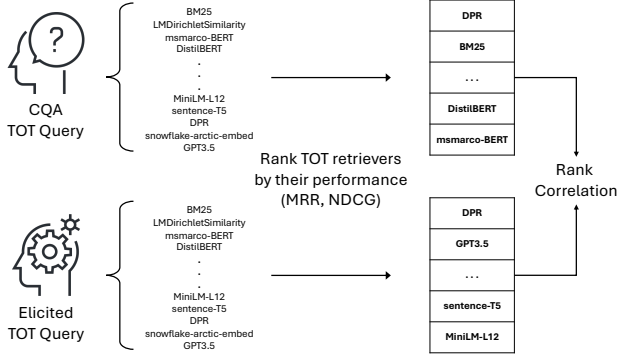 ?
CQA
TOT Query
BM25
LMDirichletSimilarity
msmarco-BERT
DistilBERT
.
.
.
MiniLM-L12
sentence-T5
DPR
snowflake-arctic-embed
GPT3.5
DPR
BM25
...
DistilBERT
msmarco-BERT
Rank TOT retrievers
by their performance
(MRR, NDCG)
Rank
Correlation
Elicited
TOT Query
BM25
LMDirichletSimilarity
msmarco-BERT
DistilBERT
.
.
.
MiniLM-L12
sentence-T5
DPR
snowflake-arctic-embed
GPT3.5
DPR
GPT3.5
...
sentence-T5
MiniLM-L12